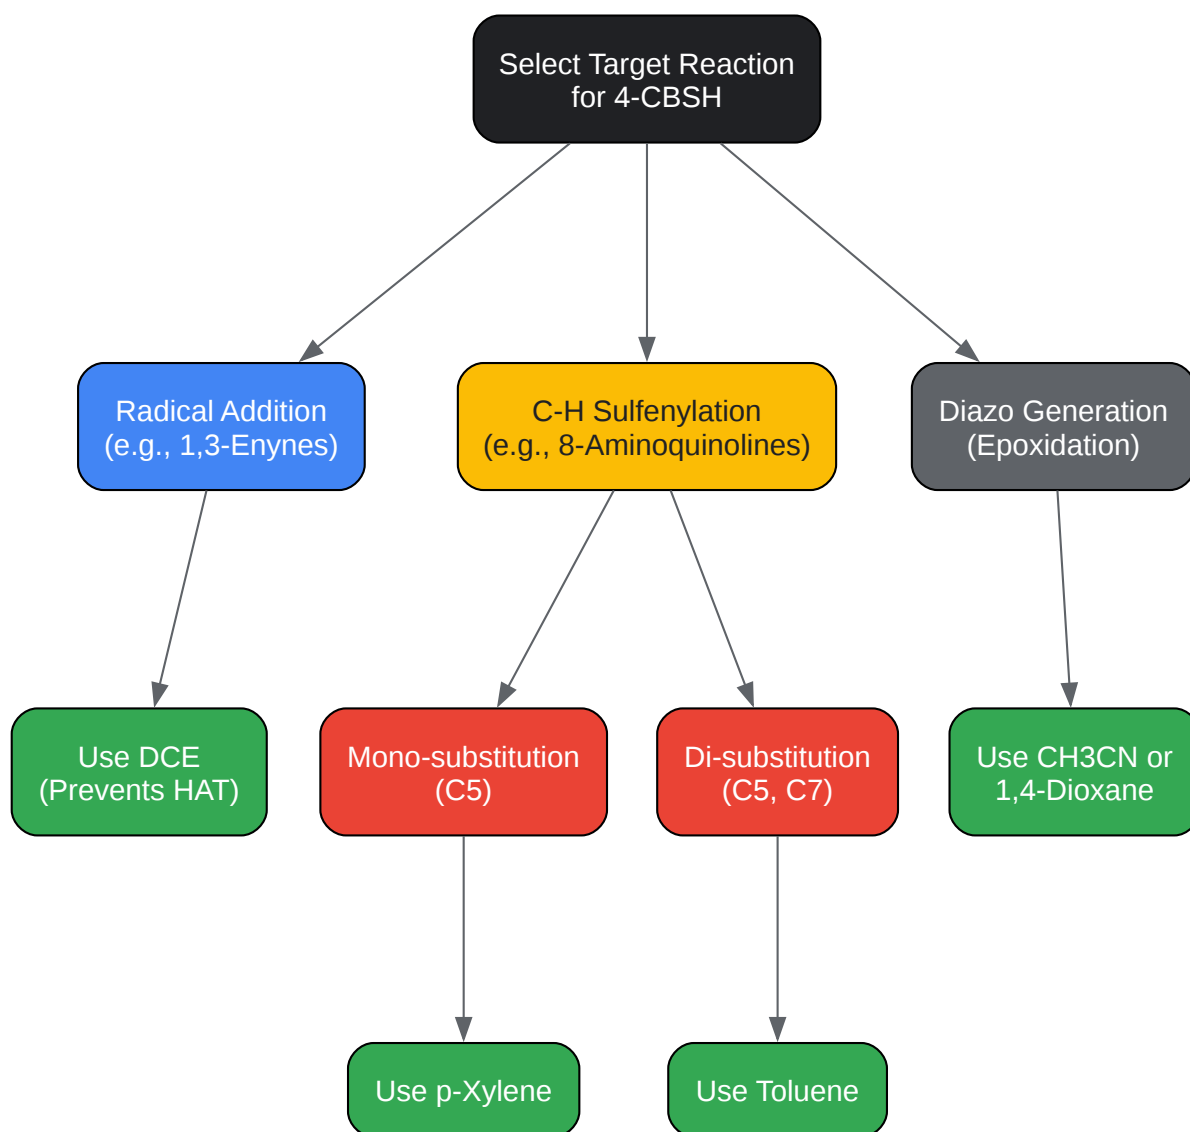 Select Target Reaction
for 4-CBSH
Radical Addition
(e.g., 1,3-Enynes)
C-H Sulfenylation
(e.g., 8-Aminoquinolines)
Diazo Generation
(Epoxidation)
Use DCE
(Prevents HAT)
Mono-substitution
(C5)
Di-substitution
(C5, C7)
Use CH3CN or
1,4-Dioxane
Use p-Xylene
Use Toluene